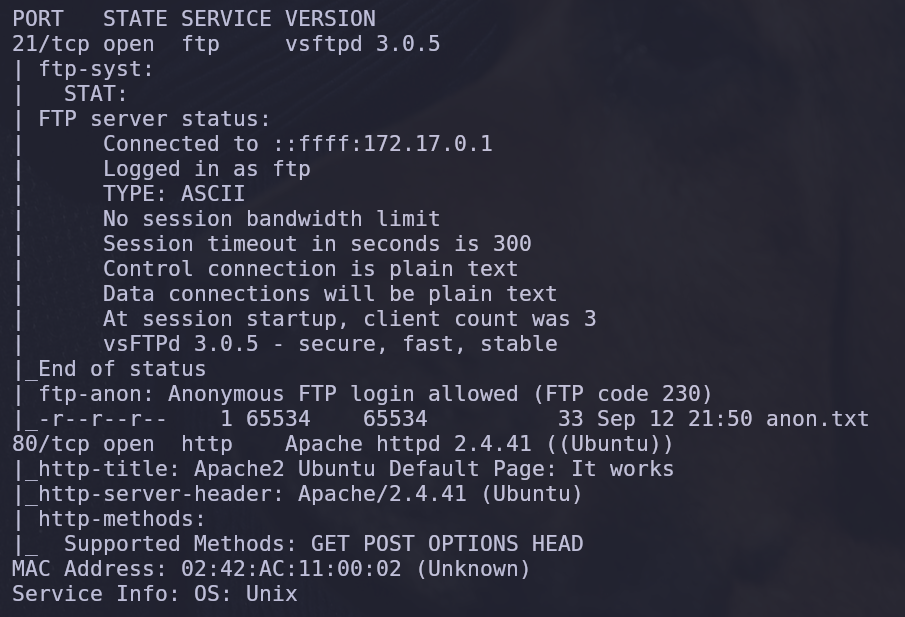 PORT   STATE SERVICE VERSION
21/tcp open  ftp     vsftpd 3.0.5
| ftp-syst:
|   STAT:
| FTP server status:
|      Connected to ::ffff:172.17.0.1
|      Logged in as ftp
|      TYPE: ASCII
|      No session bandwidth limit
|      Session timeout in seconds is 300
|      Control connection is plain text
|      Data connections will be plain text
|      At session startup, client count was 3
|      vsFTPd 3.0.5 - secure, fast, stable
|_End of status
| ftp-anon: Anonymous FTP login allowed (FTP code 230)
|_-r--r--r--    1 65534    65534          33 Sep 12 21:50 anon.txt
80/tcp open  http    Apache httpd 2.4.41 ((Ubuntu))
|_http-title: Apache2 Ubuntu Default Page: It works
|_http-server-header: Apache/2.4.41 (Ubuntu)
| http-methods:
|_  Supported Methods: GET POST OPTIONS HEAD
MAC Address: 02:42:AC:11:00:02 (Unknown)
Service Info: OS: Unix